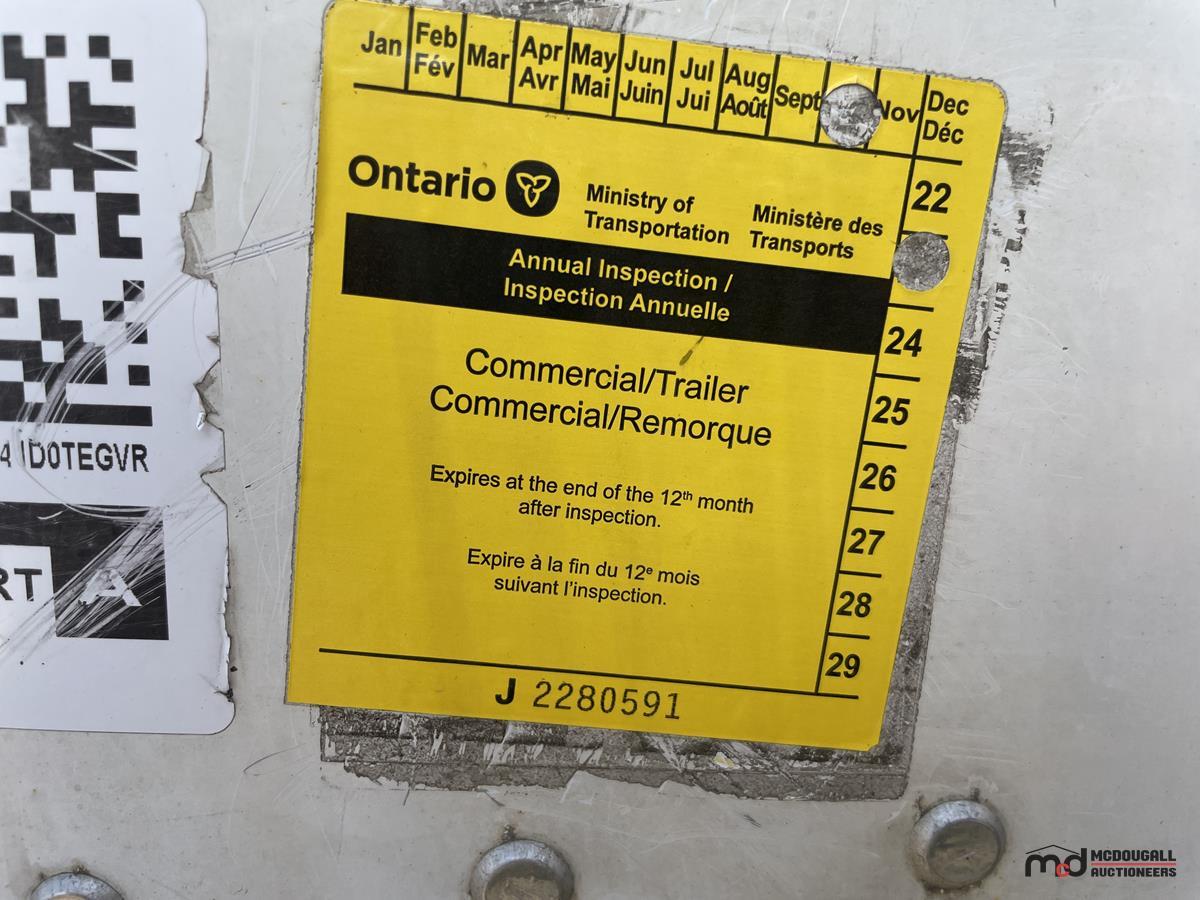 Jan
Feb
Fév
Mar
Apr
Avr
May
Mai
Jun
Juin
Jul
Jui
Aug
Août
Sept
Nov
Dec
Déc
Ontario
Ministry of
Transportation
Ministère des
Transports
22
Annual Inspection /
Inspection Annuelle
24
Commercial/Trailer
Commercial/Remorque
25
26
Expires at the end of the 12th month
after inspection.
27
Expire à la fin du 12e mois
suivant l'inspection.
28
29
J 2280591
4 ID0TEGVR
RT A
mcd MCDOUGALL
AUCTIONEERS